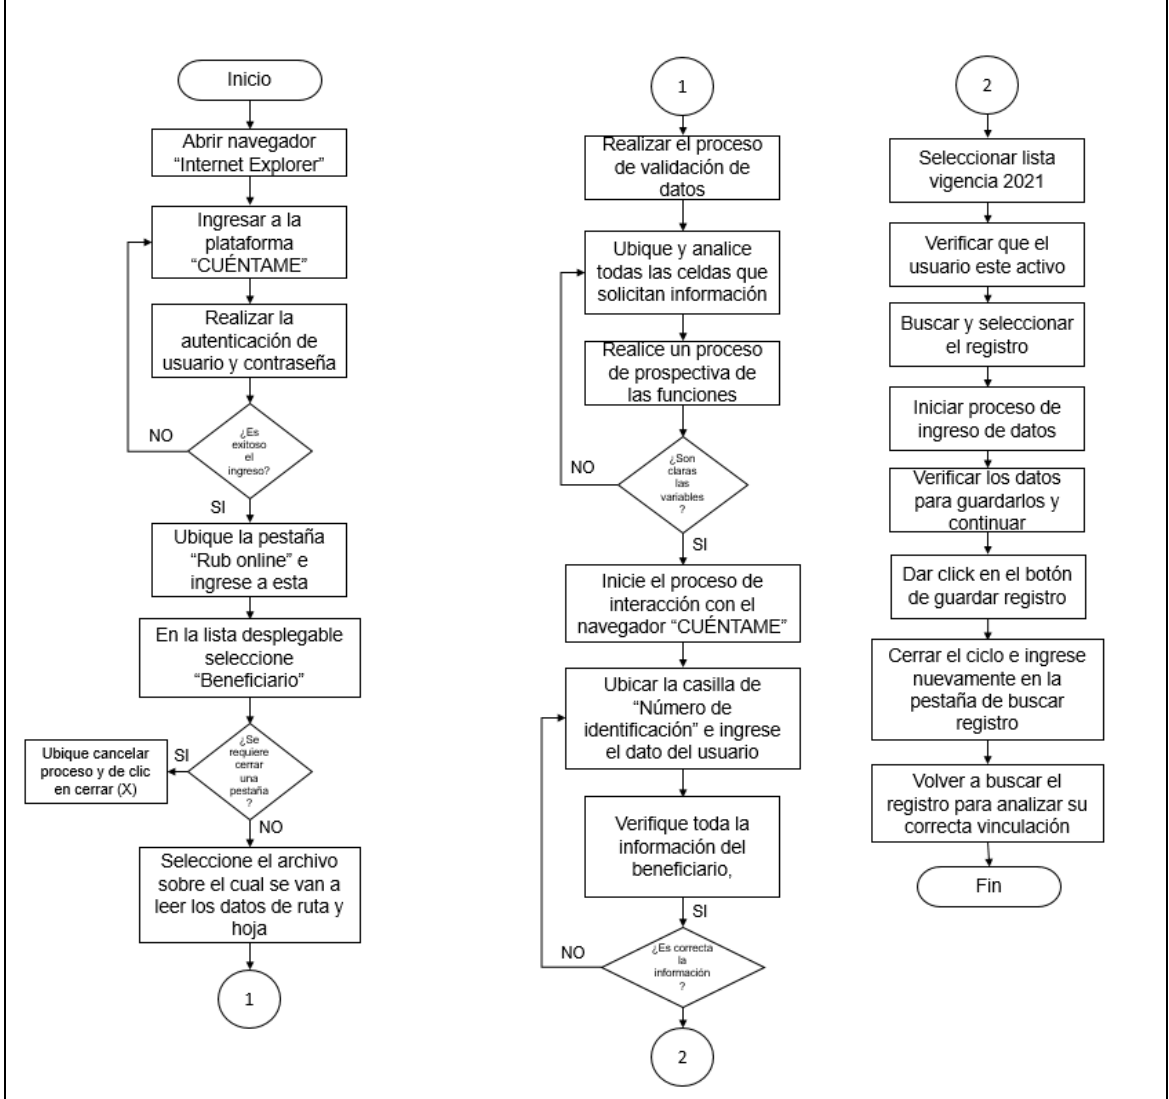 Inicio
Abrir navegador
“Internet Explorer”
Ingresar a la
plataforma
“CUÉNTAME”
Realizar la
autenticación de
usuario y contraseña
¿Es
exitoso
el
ingreso?
NO
SI
Ubique la pestaña
“Rub online” e
ingrese a esta
En la lista desplegable
seleccione
“Beneficiario”
¿Se
requiere
cerrar
una
pestaña
?
SI
Ubique cancelar
proceso y de clic
en cerrar (X)
NO
Seleccione el archivo
sobre el cual se van a
leer los datos de ruta y
hoja
1
1
Realizar el proceso
de validación de
datos
Ubique y analice
todas las celdas que
solicitan información
Realice un proceso
de prospectiva de
las funciones
¿Son
claras
las
variables
?
NO
SI
Inicie el proceso de
interacción con el
navegador “CUÉNTAME”
Ubicar la casilla de
“Número de
identificación” e ingrese
el dato del usuario
Verifique toda la
información del
beneficiario,
SI
¿Es correcta
la
información
?
NO
2
2
Seleccionar lista
vigencia 2021
Verificar que el
usuario este activo
Buscar y seleccionar
el registro
Iniciar proceso de
ingreso de datos
Verificar los datos
para guardarlos y
continuar
Dar click en el botón
de guardar registro
Cerrar el ciclo e ingrese
nuevamente en la
pestaña de buscar
registro
Volver a buscar el
registro para analizar su
correcta vinculación
Fin